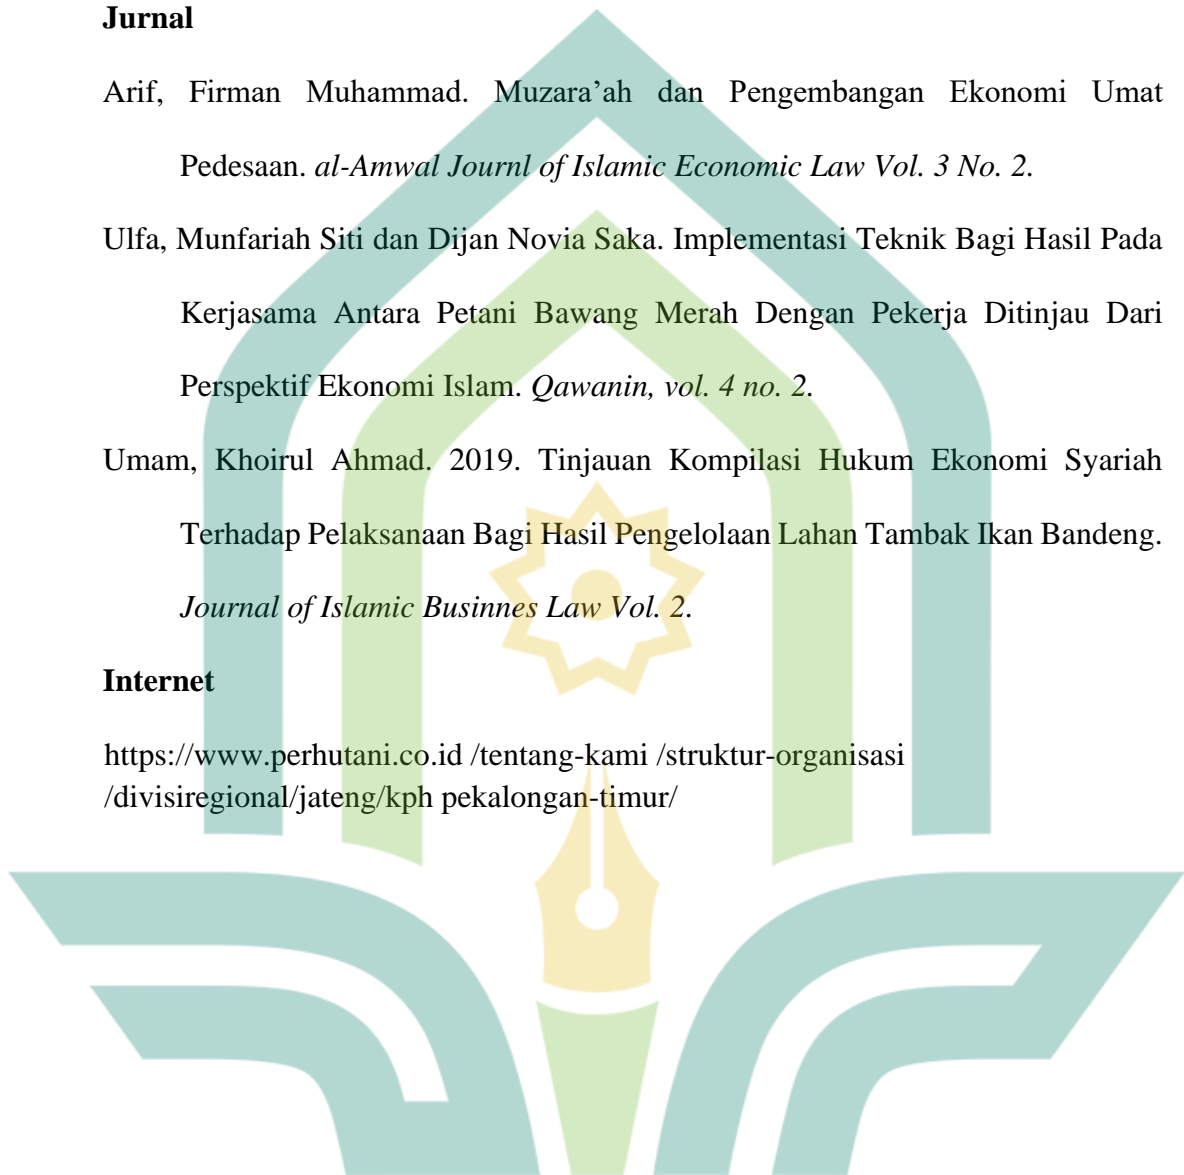 Jurnal
Arif, Firman Muhammad. Muzara’ah dan Pengembangan Ekonomi Umat
Pedesaan. al-Amwal Journl of Islamic Economic Law Vol. 3 No. 2.
Ulfa, Munfariah Siti dan Dijan Novia Saka. Implementasi Teknik Bagi Hasil Pada
Kerjasama Antara Petani Bawang Merah Dengan Pekerja Ditinjau Dari
Perspektif Ekonomi Islam. Qawanin, vol. 4 no. 2.
Umam, Khoirul Ahmad. 2019. Tinjauan Kompilasi Hukum Ekonomi Syariah
Terhadap Pelaksanaan Bagi Hasil Pengelolaan Lahan Tambak Ikan Bandeng.
Journal of Islamic Businnes Law Vol. 2.
Internet
https://www.perhutani.co.id /tentang-kami /struktur-organisasi
/divisiregional/jateng/kph pekalongan-timur/